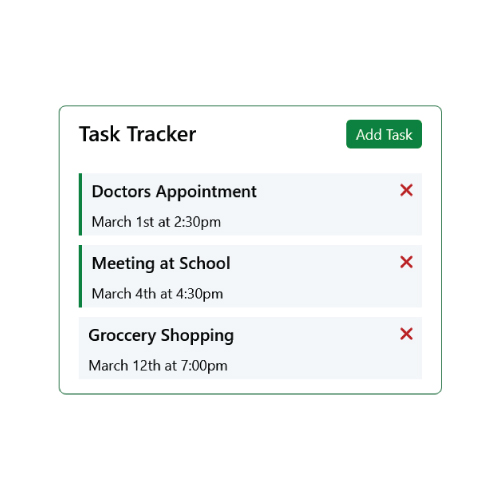 Task Tracker
Add Task
Doctors Appointment
March 1st at 2:30pm
Meeting at School
March 4th at 4:30pm
Groccery Shopping
March 12th at 7:00pm